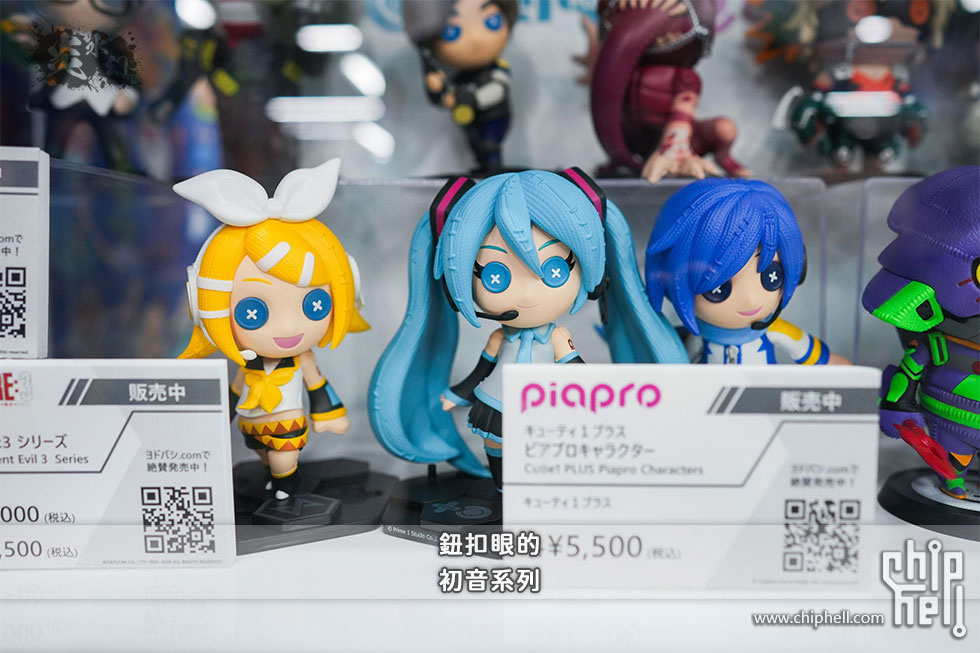 販売中
:3 シリーズ
ent Evil 3 Series
ヨドバシ.comで
絶賛発売中！
,000 (税込)
,500 (税込)
piapro
販売中
キューティ1プラス
ピアプロキャラクター
Cutie1 PLUS Piapro Characters
ヨドバシ.comで
絶賛発売中！
キューティ1プラス
¥5,500 (税込)
© Prime 1 Studio Co.
鈕扣眼的
初音系列
chip
hell
www.chiphell.com